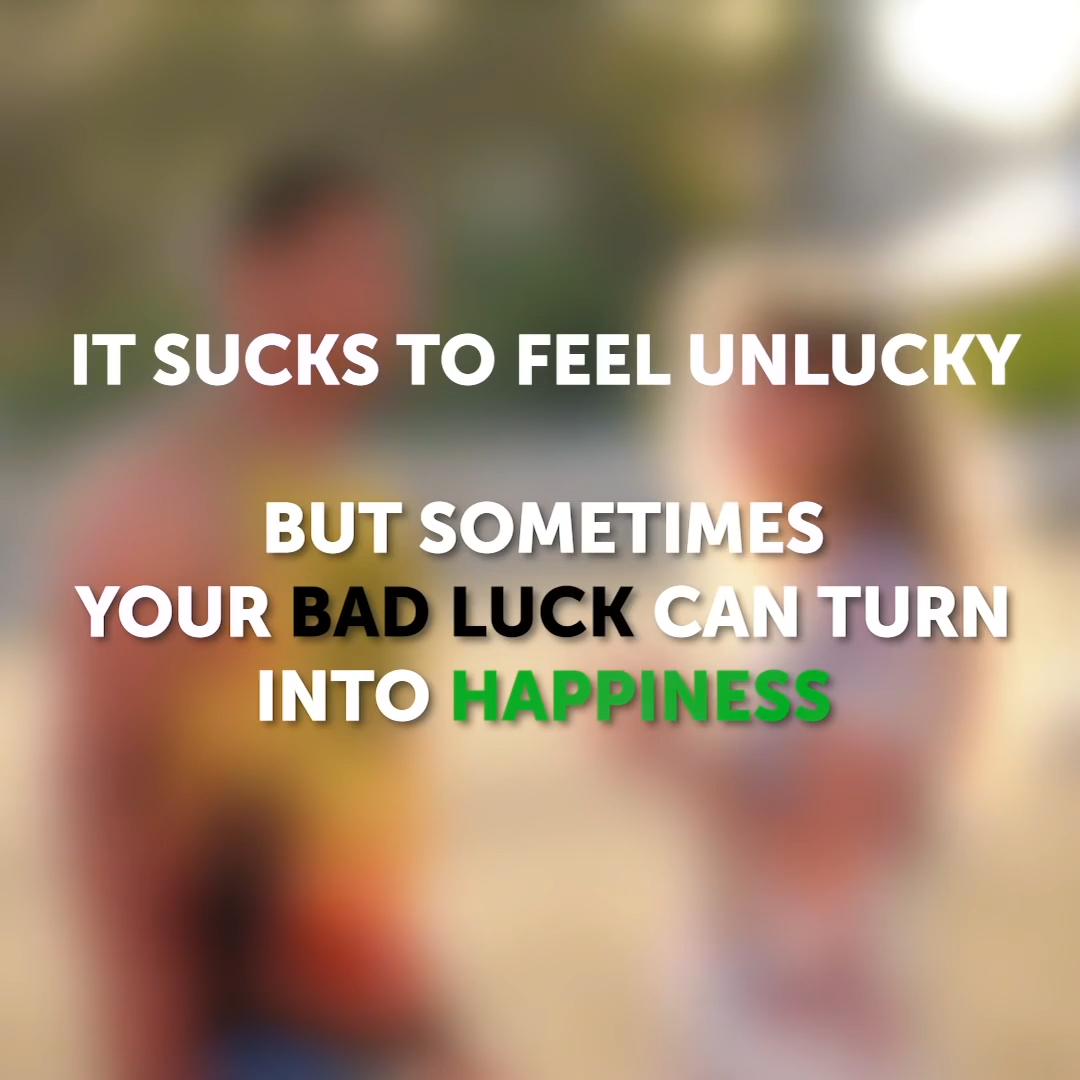 IT SUCKS TO FEEL UNLUCKY
BUT SOMETIMES
YOUR BAD LUCK CAN TURN
INTO HAPPINESS